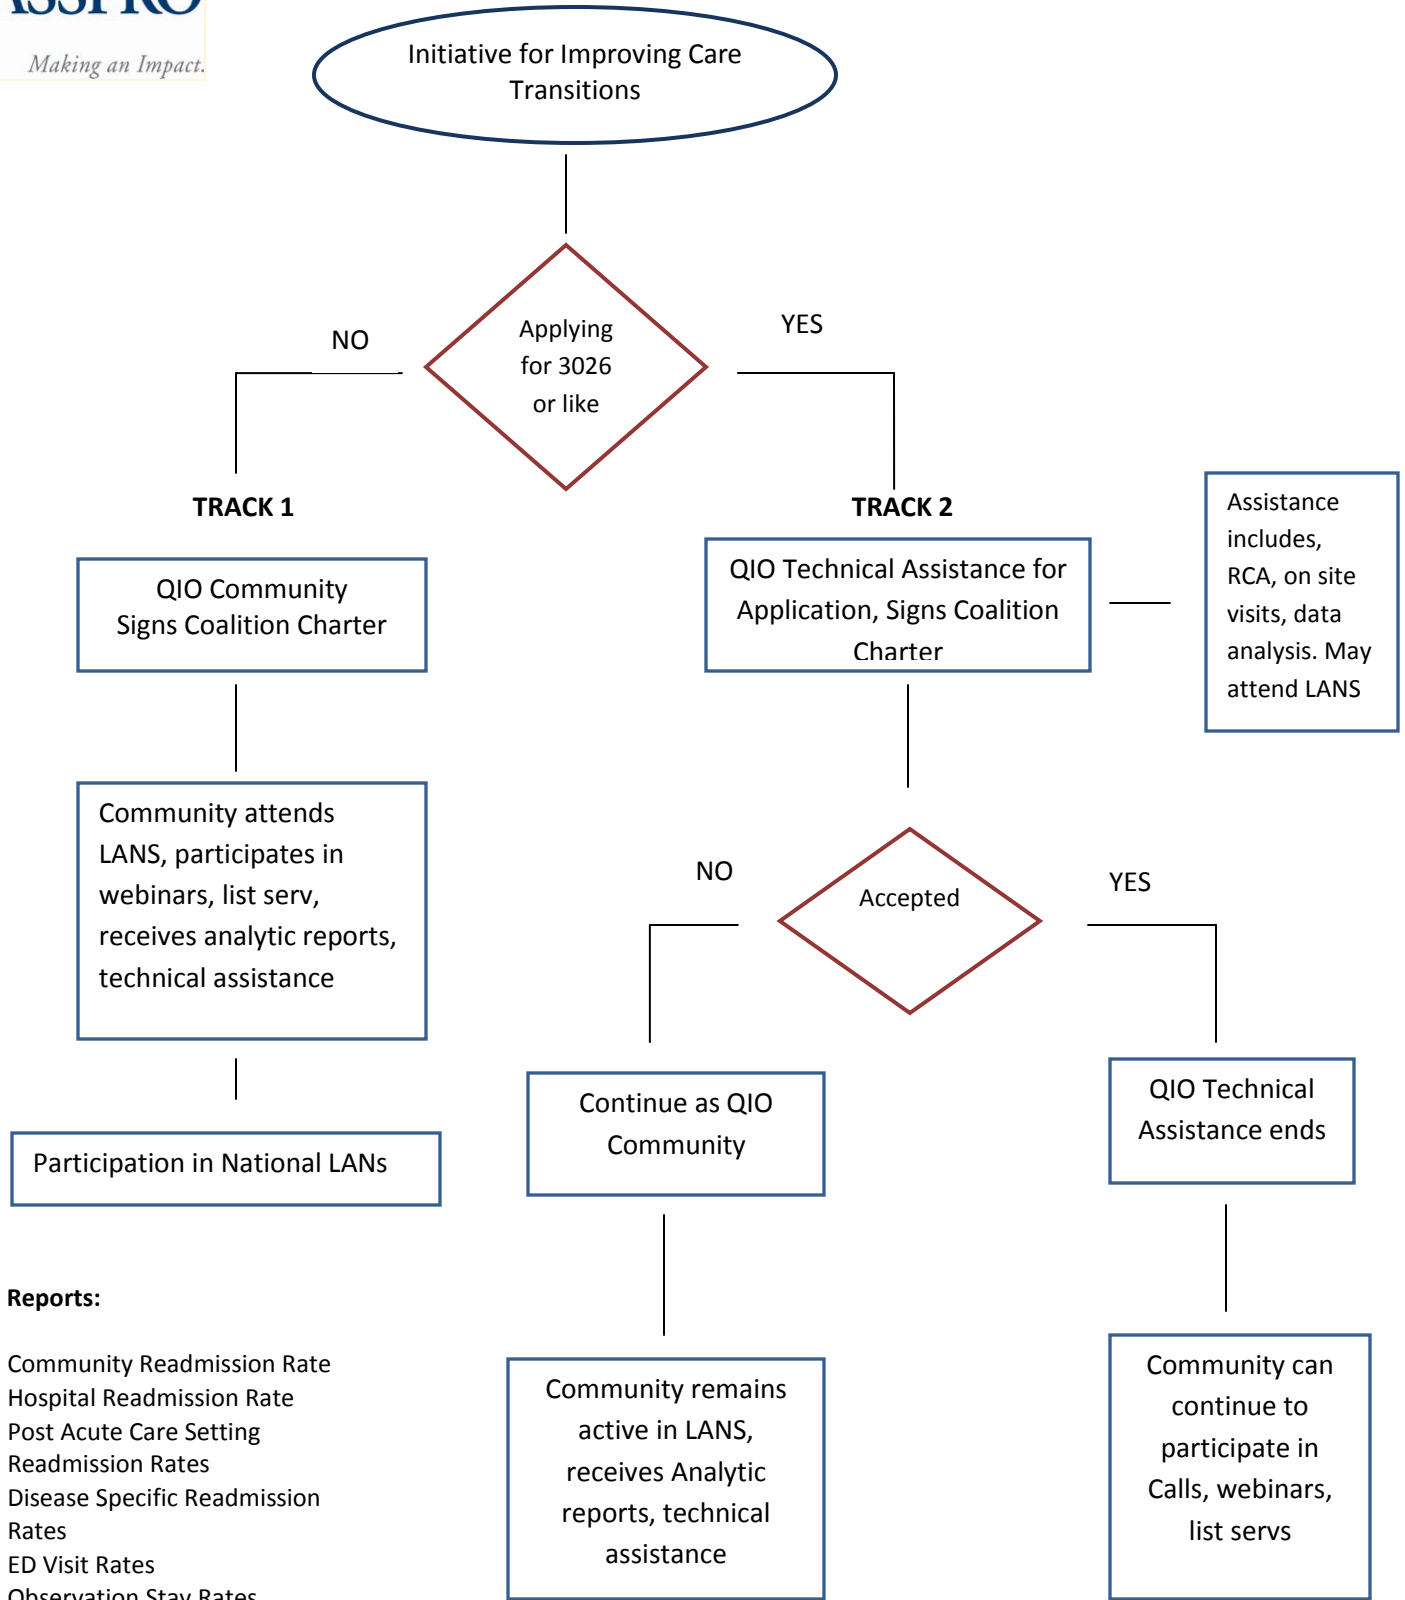 Making an Impact.
Initiative for Improving Care
Transitions
Applying
for 3026
or like
NO
YES
TRACK 1
TRACK 2
QIO Community
Signs Coalition Charter
QIO Technical Assistance for
Application, Signs Coalition
Charter
Assistance
includes,
RCA, on site
visits, data
analysis. May
attend LANS
Community attends
LANS, participates in
webinars, list serv,
receives analytic reports,
technical assistance
NO
Accepted
YES
Participation in National LANs
Continue as QIO
Community
QIO Technical
Assistance ends
Reports:
Community Readmission Rate
Hospital Readmission Rate
Post Acute Care Setting
Readmission Rates
Disease Specific Readmission
Rates
ED Visit Rates
Observation Stay Rates
Community remains
active in LANS,
receives Analytic
reports, technical
assistance
Community can
continue to
participate in
Calls, webinars,
list servs